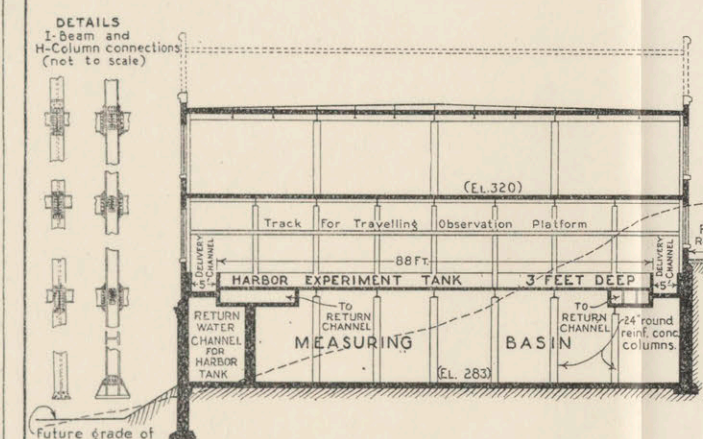 DETAILS
I-Beam and
H-Column connections
(not to scale)
(EL.320)
Track For Travelling Observation Platform
DELIVERY
CHANNEL
5'
88 FT.
DELIVERY
CHANNEL
5'
HARBOR EXPERIMENT TANK 3 FEET DEEP
TO
RETURN
CHANNEL
TO
RETURN
CHANNEL
RETURN
WATER
CHANNEL
FOR
HARBOR
TANK
24" round
reinf. conc.
columns.
MEASURING BASIN
(EL. 283)
Future grade of